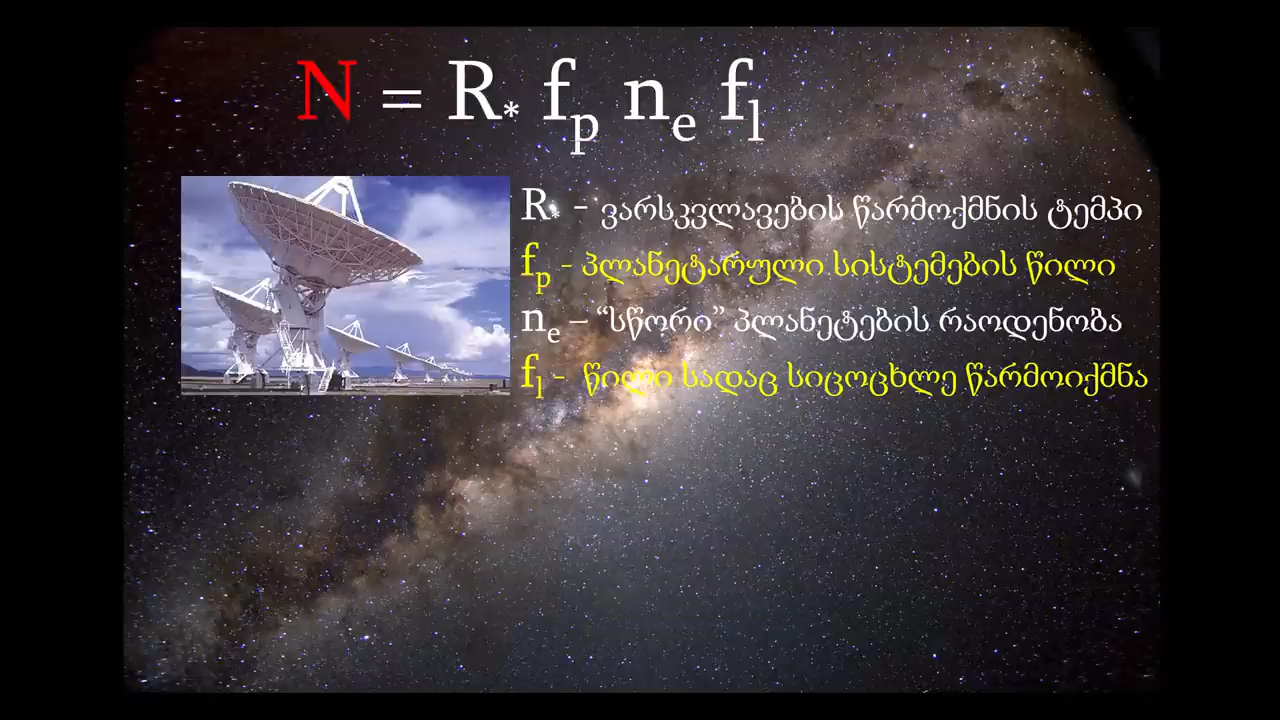 N = R* fp ne fl
R* - ვარსკვლავების წარმოქმნის ტემპი
fp - პლანეტარული სისტემების წილი
ne – “სწორი” პლანეტების რაოდენობა
fl - წილი სადაც სიცოცხლე წარმოიქმნა